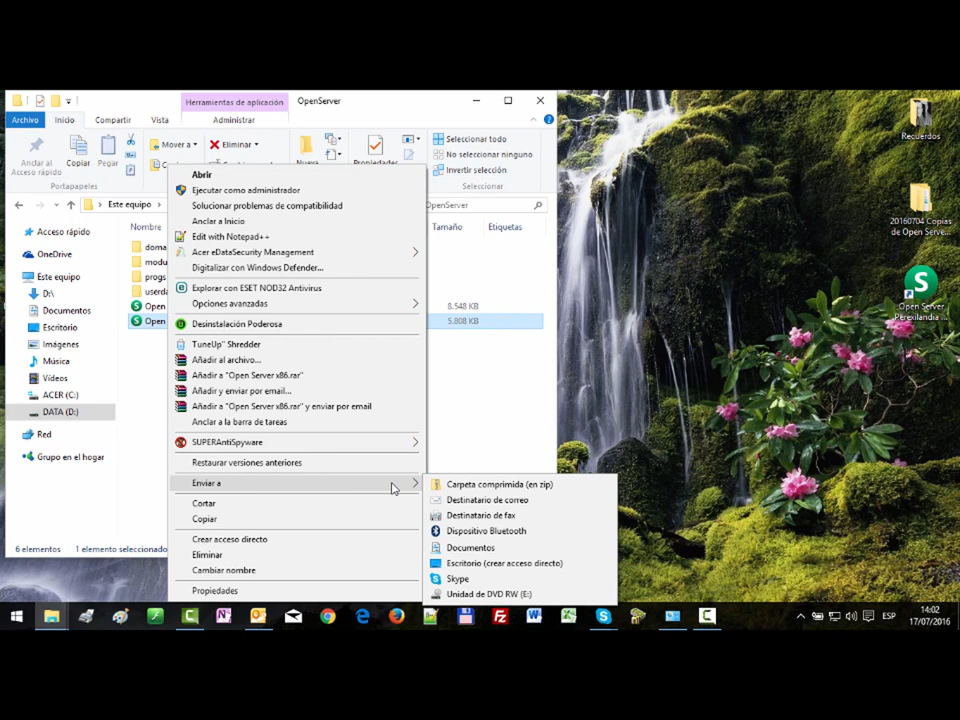 Herramientas de aplicación
OpenServer
Archivo
Inicio
Compartir
Vista
Administrar
Anclar al
Acceso rápido
Copiar
Pegar
Mover a
Eliminar
Nueva
Propiedades
Seleccionar todo
No seleccionar ninguno
Invertir selección
Portapapeles
Seleccionar
Este equipo
OpenServer
Nombre
Tamaño
Etiquetas
Acceso rápido
OneDrive
Este equipo
D:\
Documentos
Escritorio
Imágenes
Música
Vídeos
ACER (C:)
DATA (D:)
Red
Grupo en el hogar
doma
modu
progs
userda
Open
8.548 KB
Open
5.808 KB
6 elementos
1 elemento seleccionado
Abrir
Ejecutar como administrador
Solucionar problemas de compatibilidad
Anclar a Inicio
Edit with Notepad++
Acer eDataSecurity Management
Digitalizar con Windows Defender...
Explorar con ESET NOD32 Antivirus
Opciones avanzadas
Desinstalación Poderosa
TuneUp™ Shredder
Añadir al archivo...
Añadir a "Open Server x86.rar"
Añadir y enviar por email...
Añadir a "Open Server x86.rar" y enviar por email
Anclar a la barra de tareas
SUPERAntiSpyware
Restaurar versiones anteriores
Enviar a
Cortar
Copiar
Crear acceso directo
Eliminar
Cambiar nombre
Propiedades
Carpeta comprimida (en zip)
Destinatario de correo
Destinatario de fax
Dispositivo Bluetooth
Documentos
Escritorio (crear acceso directo)
Skype
Unidad de DVD RW (E:)
Recuerdos
20160704 Copias
de Open Serve...
Open Server
Perexilandia ...
ESP
14:02
17/07/2016